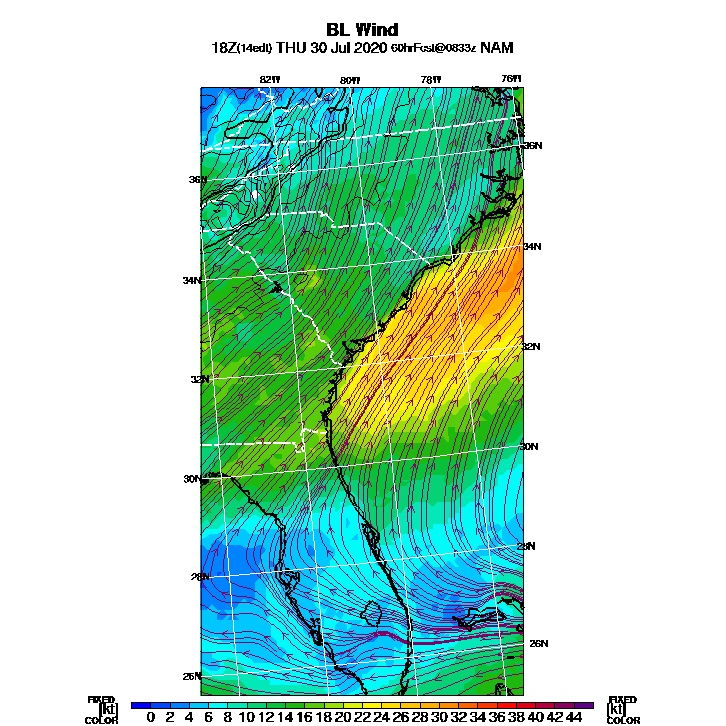 BL Wind
18Z(14edt) THU 30 Jul 2020 60hrFcst@0833z NAM
82W 80W 78W 76W
36N
36N
34N
34N
32N
32N
30N
30N
28N
28N
26N
26N
FIXED FIXED
[kt] 0 2 4 6 8 10 12 14 16 18 20 22 24 26 28 30 32 34 36 38 40 42 44 [kt]
COLOR COLOR